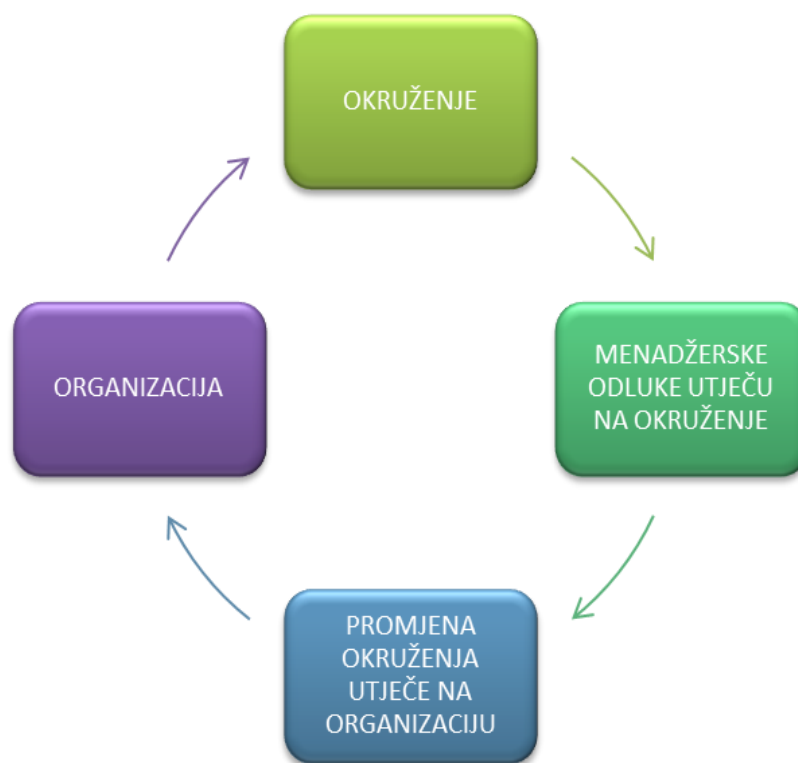 OKRUŽENJE
MENADŽERSKE
ODLUKE UTJEČU
NA OKRUŽENJE
PROMJENA
OKRUŽENJA
UTJEČE NA
ORGANIZACIJU
ORGANIZACIJA